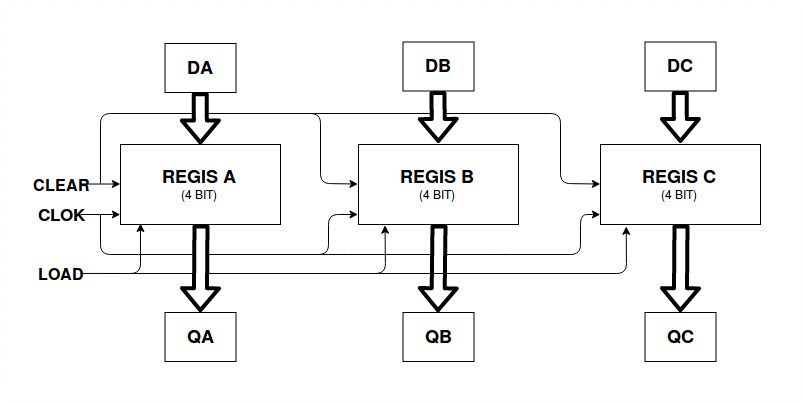 DA
DB
DC
CLEAR
REGIS A
(4 BIT)
REGIS B
(4 BIT)
REGIS C
(4 BIT)
CLOK
LOAD
QA
QB
QC